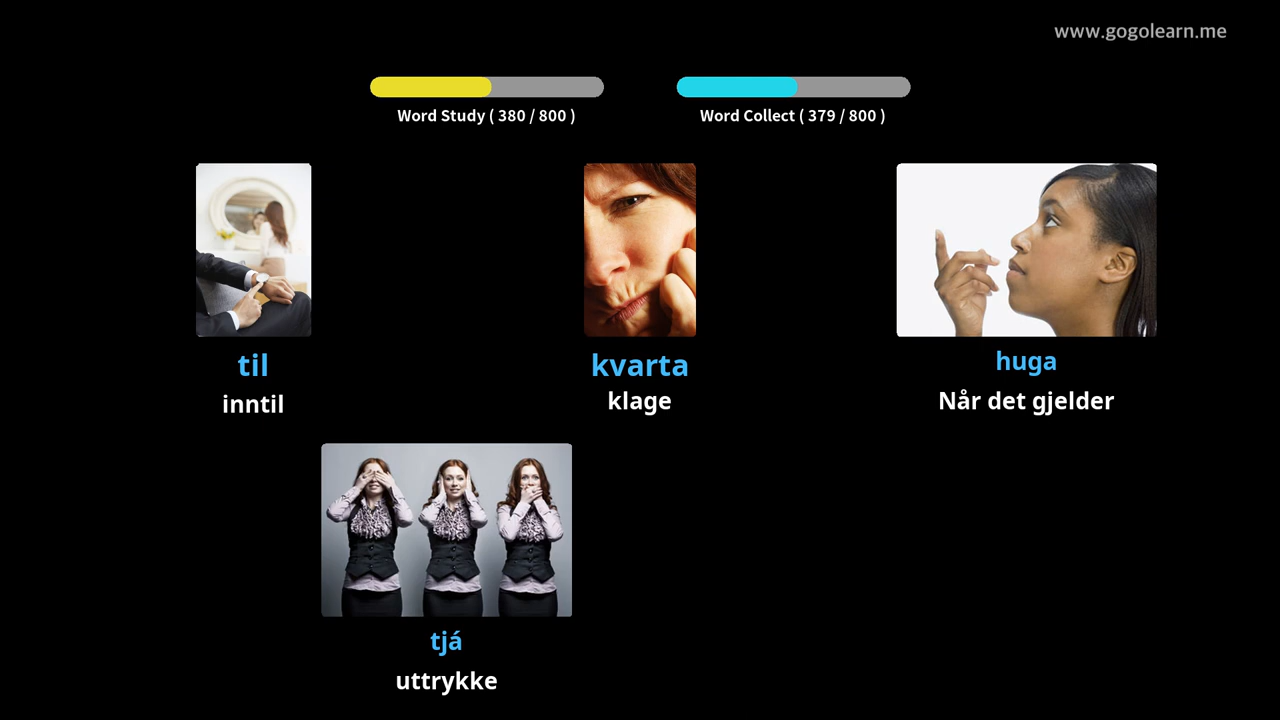 www.gogolearn.me
Word Study ( 380 / 800 )
Word Collect ( 379 / 800 )
til
inntil
kvarta
klage
huga
Når det gjelder
tjá
uttrykke